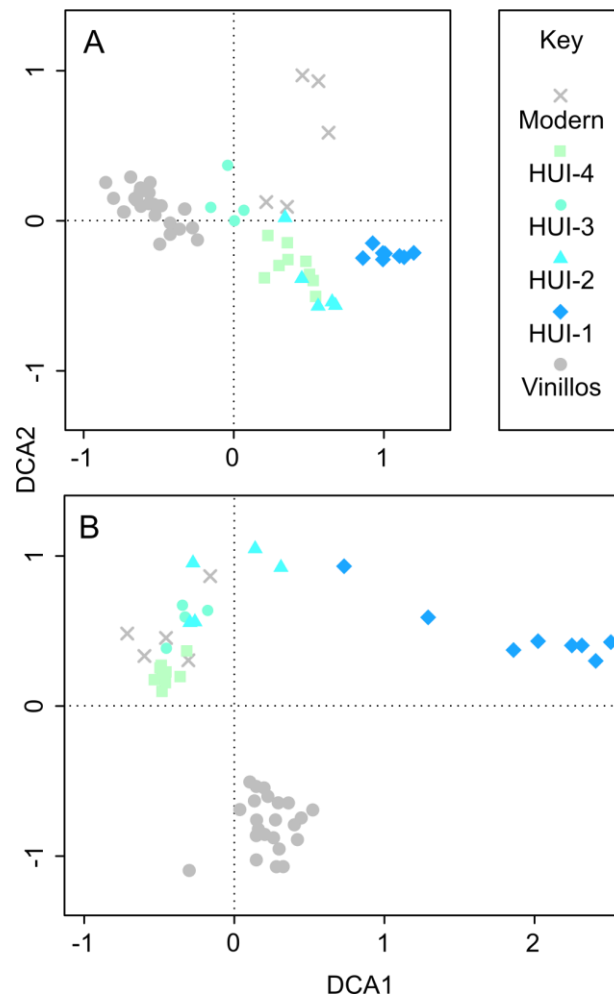 A
Key
Modern
HUI-4
HUI-3
HUI-2
HUI-1
Vinillos
1
0
-1
-1
0
1
DCA2
B
1
0
-1
-1
0
1
2
DCA1